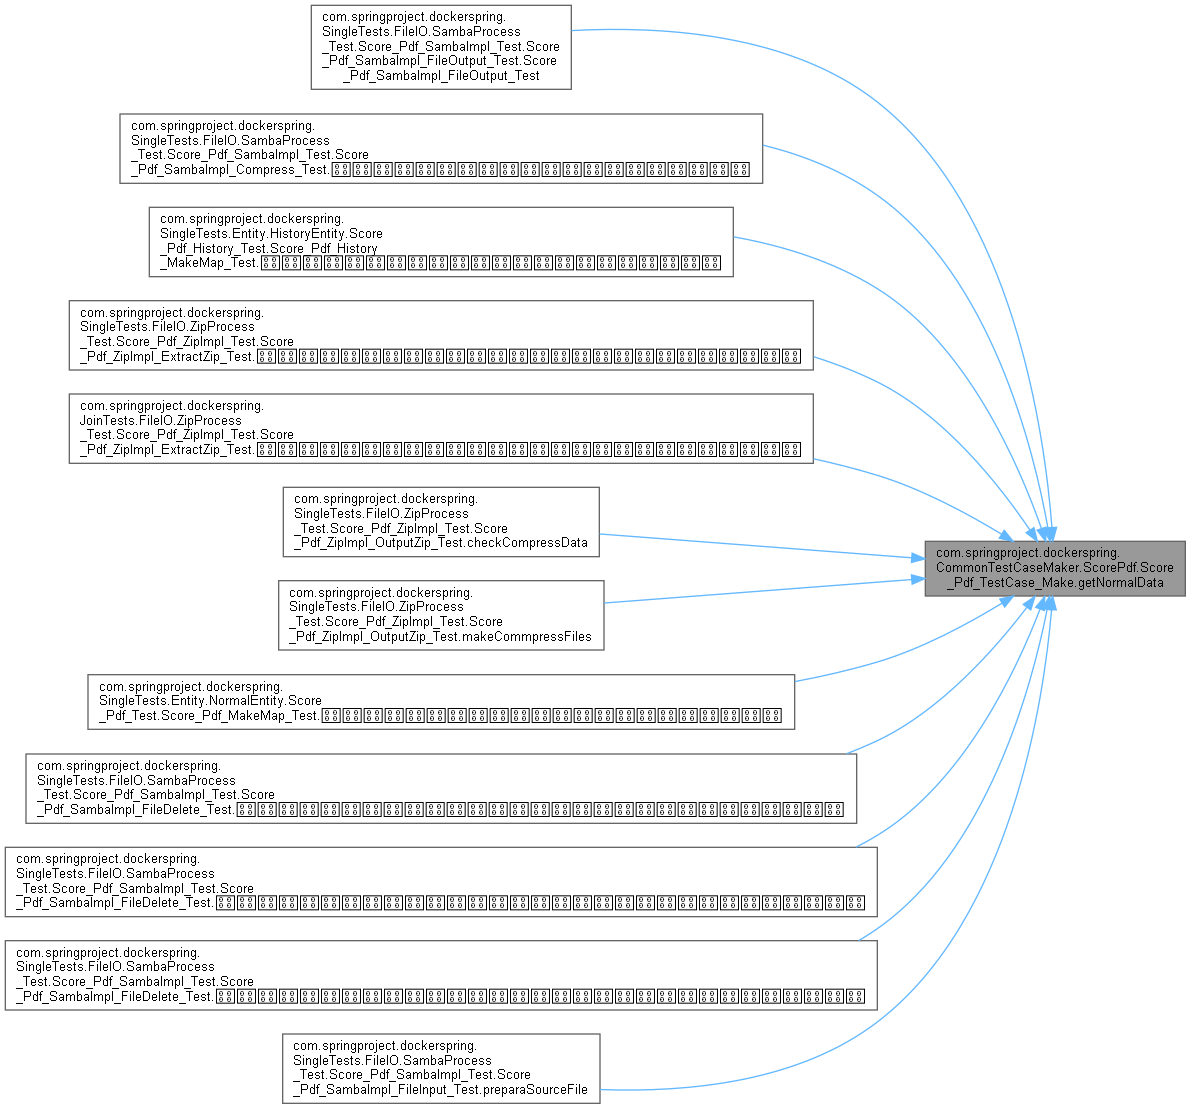 com.springproject.dockerspring.
SingleTests.FileIO.SambaProcess
_Test.Score_Pdf_SambaImpl_Test.Score
_Pdf_SambaImpl_FileOutput_Test.Score
_Pdf_SambaImpl_FileOutput_Test
com.springproject.dockerspring.
SingleTests.FileIO.SambaProcess
_Test.Score_Pdf_SambaImpl_Test.Score
_Pdf_SambaImpl_Compress_Test.
com.springproject.dockerspring.
SingleTests.Entity.HistoryEntity.Score
_Pdf_History_Test.Score_Pdf_History
_MakeMap_Test.
com.springproject.dockerspring.
SingleTests.FileIO.ZipProcess
_Test.Score_Pdf_ZipImpl_Test.Score
_Pdf_ZipImpl_ExtractZip_Test.
com.springproject.dockerspring.
JoinTests.FileIO.ZipProcess
_Test.Score_Pdf_ZipImpl_Test.Score
_Pdf_ZipImpl_ExtractZip_Test.
com.springproject.dockerspring.
SingleTests.FileIO.ZipProcess
_Test.Score_Pdf_ZipImpl_Test.Score
_Pdf_ZipImpl_OutputZip_Test.checkCompressData
com.springproject.dockerspring.
CommonTestCaseMaker.ScorePdf.Score
_Pdf_TestCase_Make.getNormalData
com.springproject.dockerspring.
SingleTests.FileIO.ZipProcess
_Test.Score_Pdf_ZipImpl_Test.Score
_Pdf_ZipImpl_OutputZip_Test.makeCommpressFiles
com.springproject.dockerspring.
SingleTests.Entity.NormalEntity.Score
_Pdf_Test.Score_Pdf_MakeMap_Test.
com.springproject.dockerspring.
SingleTests.FileIO.SambaProcess
_Test.Score_Pdf_SambaImpl_Test.Score
_Pdf_SambaImpl_FileDelete_Test.
com.springproject.dockerspring.
SingleTests.FileIO.SambaProcess
_Test.Score_Pdf_SambaImpl_Test.Score
_Pdf_SambaImpl_FileDelete_Test.
com.springproject.dockerspring.
SingleTests.FileIO.SambaProcess
_Test.Score_Pdf_SambaImpl_Test.Score
_Pdf_SambaImpl_FileDelete_Test.
com.springproject.dockerspring.
SingleTests.FileIO.SambaProcess
_Test.Score_Pdf_SambaImpl_Test.Score
_Pdf_SambaImpl_FileInput_Test.preparaSourceFile